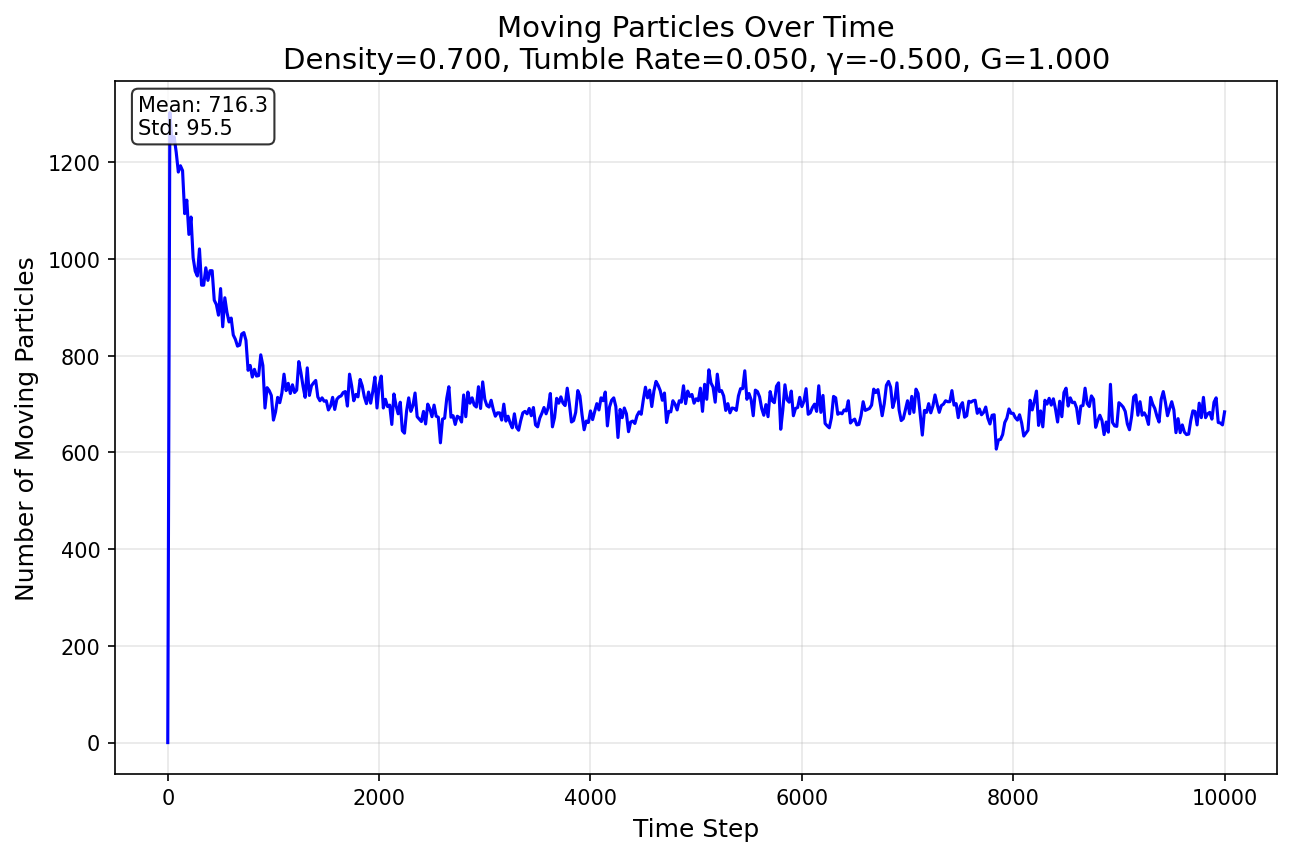 Moving Particles Over Time
Density=0.700, Tumble Rate=0.050, γ=-0.500, G=1.000
Mean: 716.3
Std: 95.5
Number of Moving Particles
1200
1000
800
600
400
200
0
0 2000 4000 6000 8000 10000
Time Step